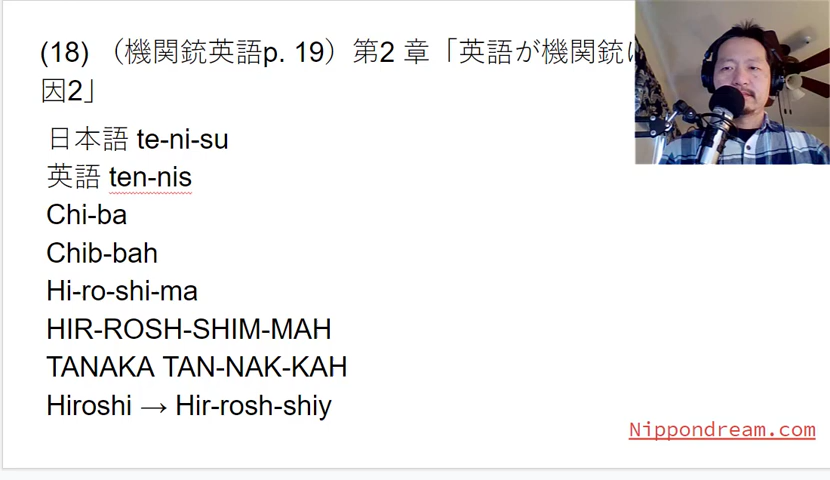 (18) （機関銃英語p. 19）第2 章「英語が機関銃に
因2」
日本語 te-ni-su
英語 ten-nis
Chi-ba
Chib-bah
Hi-ro-shi-ma
HIR-ROSH-SHIM-MAH
TANAKA TAN-NAK-KAH
Hiroshi → Hir-rosh-shiy
Nippondream.com